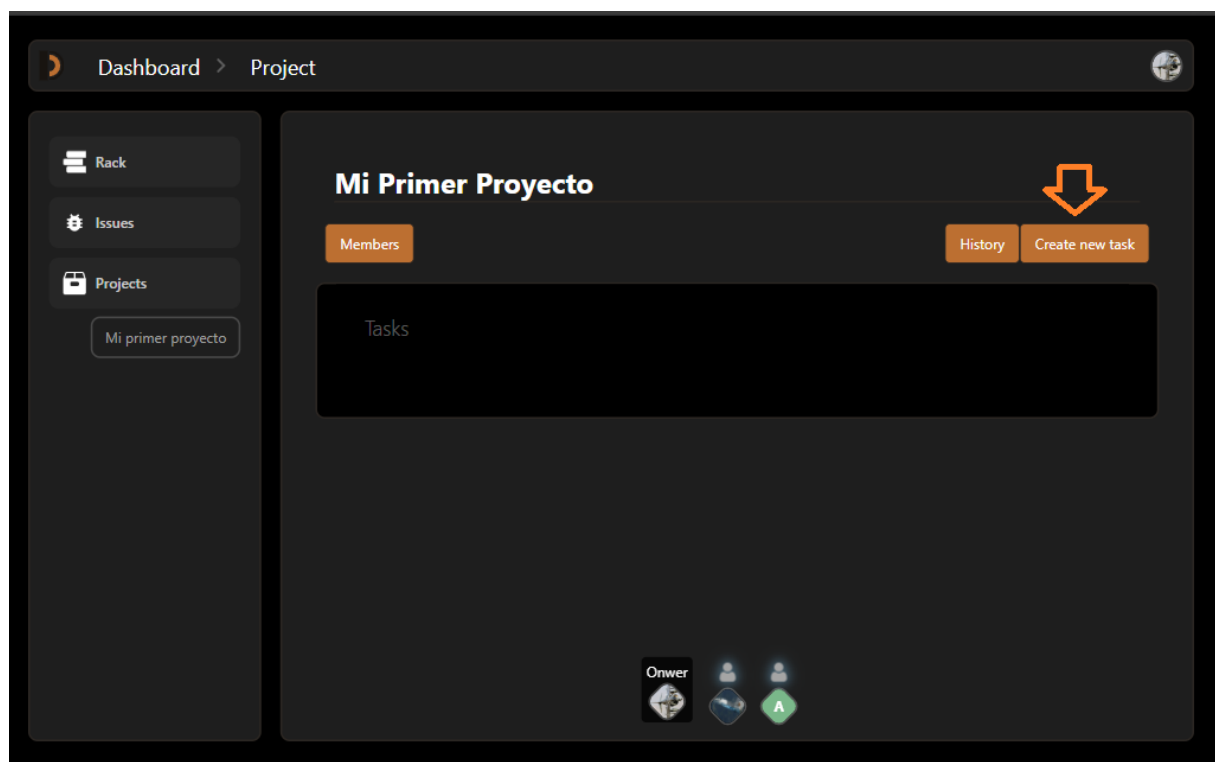 Dashboard > Project
Rack
Issues
Projects
Mi primer proyecto
Mi Primer Proyecto
Members
History
Create new task
Tasks
Onwer
A